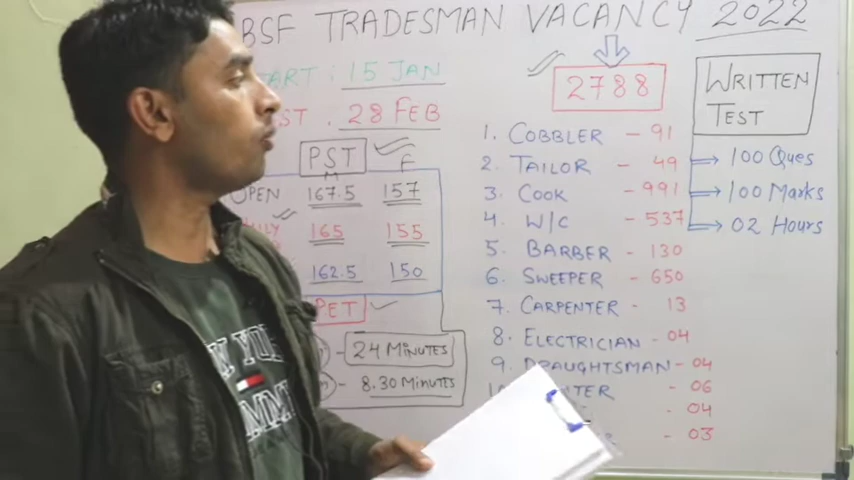 BSF TRADESMAN VACANCY 2022
START : 15 JAN
28 FEB
PST
M F
OPEN 167.5 157
165 155
162.5 150
PET
24 MINUTES
8.30 MINUTES
2788
1. COBBLER - 91
2. TAILOR - 49
3. COOK - 991
4. W/C - 537
5. BARBER - 130
6. SWEEPER - 650
7. CARPENTER - 13
8. ELECTRICIAN - 04
9. DRAUGHTSMAN - 04
- 06
- 04
- 03
WRITTEN
TEST
100 Ques
100 Marks
02 Hours
NEW YORK
TOMMY